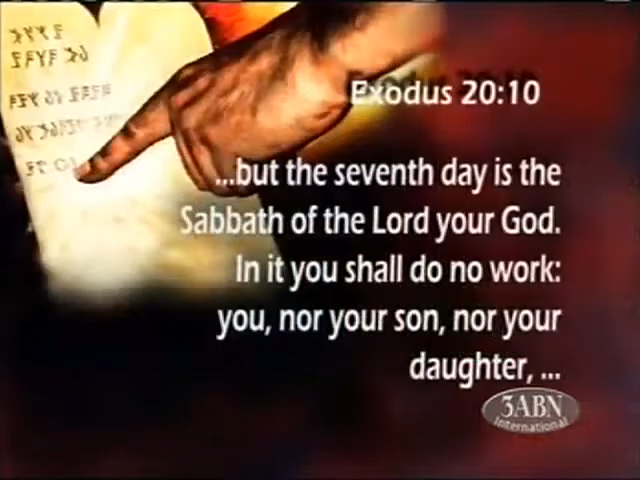 Exodus 20:10
...but the seventh day is the
Sabbath of the Lord your God.
In it you shall do no work:
you, nor your son, nor your
daughter, ...
3ABN
International